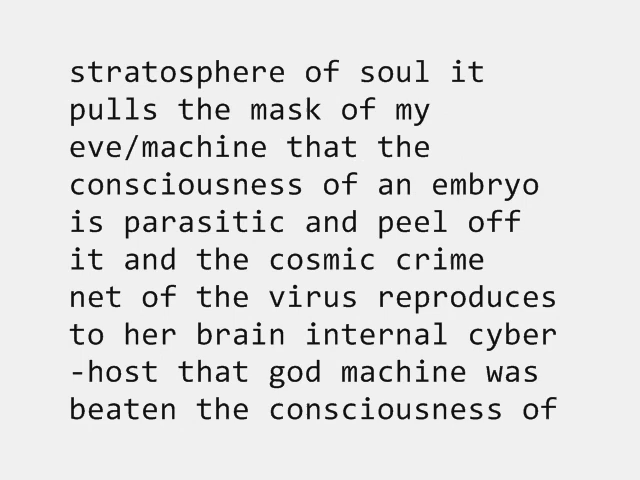 stratosphere of soul it
pulls the mask of my
eve/machine that the
consciousness of an embryo
is parasitic and peel off
it and the cosmic crime
net of the virus reproduces
to her brain internal cyber
-host that god machine was
beaten the consciousness of